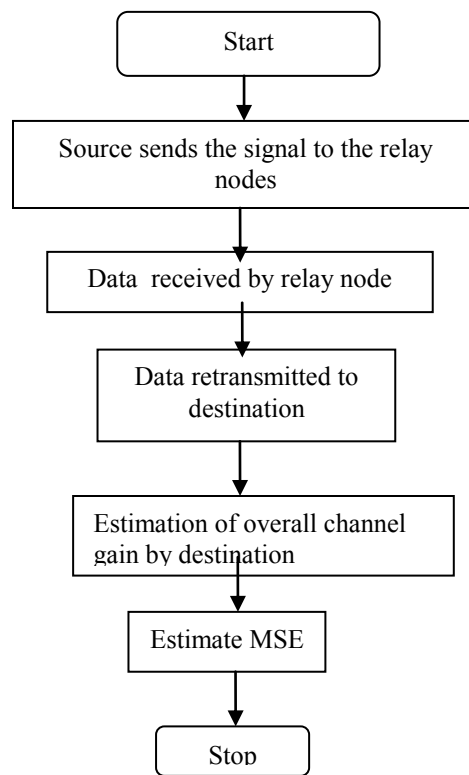 Start
Source sends the signal to the relay
nodes
Data received by relay node
Data retransmitted to
destination
Estimation of overall channel
gain by destination
Estimate MSE
Stop